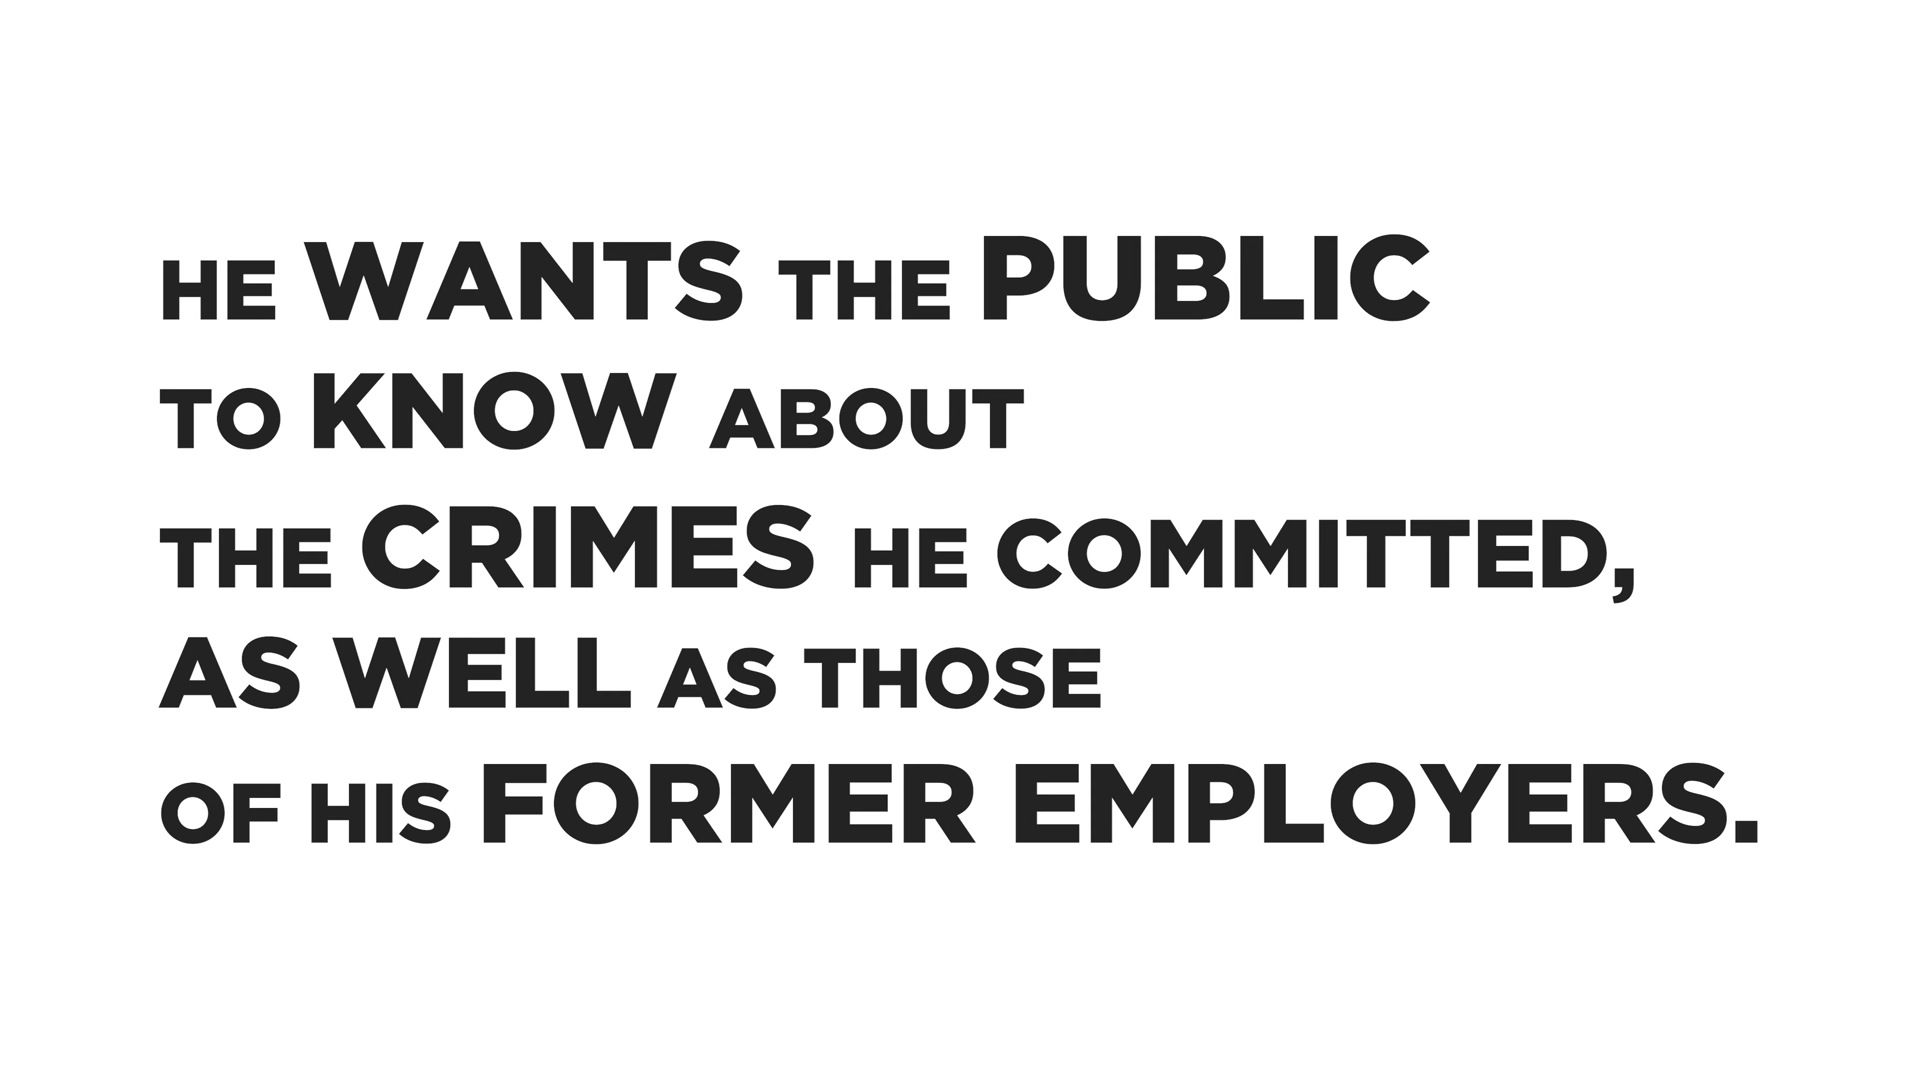 HE WANTS THE PUBLIC
TO KNOW ABOUT
THE CRIMES HE COMMITTED,
AS WELL AS THOSE
OF HIS FORMER EMPLOYERS.